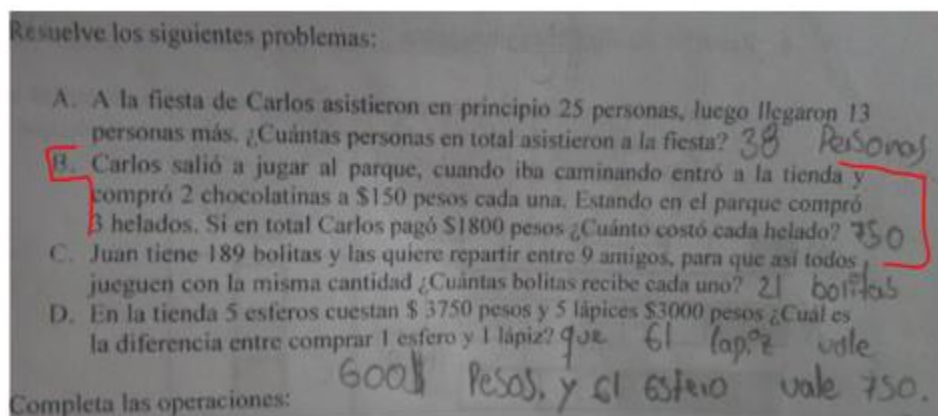 Resuelve los siguientes problemas:
A. A la fiesta de Carlos asistieron en principio 25 personas, luego llegaron 13
personas más. ¿Cuántas personas en total asistieron a la fiesta? 38 Personas
B. Carlos salió a jugar al parque, cuando iba caminando entró a la tienda y
compró 2 chocolatinas a $150 pesos cada una. Estando en el parque compró
3 helados. Si en total Carlos pagó $1800 pesos ¿Cuánto costó cada helado? 750
C. Juan tiene 189 bolitas y las quiere repartir entre 9 amigos, para que así todos
jueguen con la misma cantidad ¿Cuántas bolitas recibe cada uno? 21 bolitas
D. En la tienda 5 esferos cuestan $ 3750 pesos y 5 lápices $3000 pesos ¿Cuál es
la diferencia entre comprar 1 esfero y 1 lápiz? que El lapiz vale
600$ Pesos, y El Esfero vale 750.
Completa las operaciones: